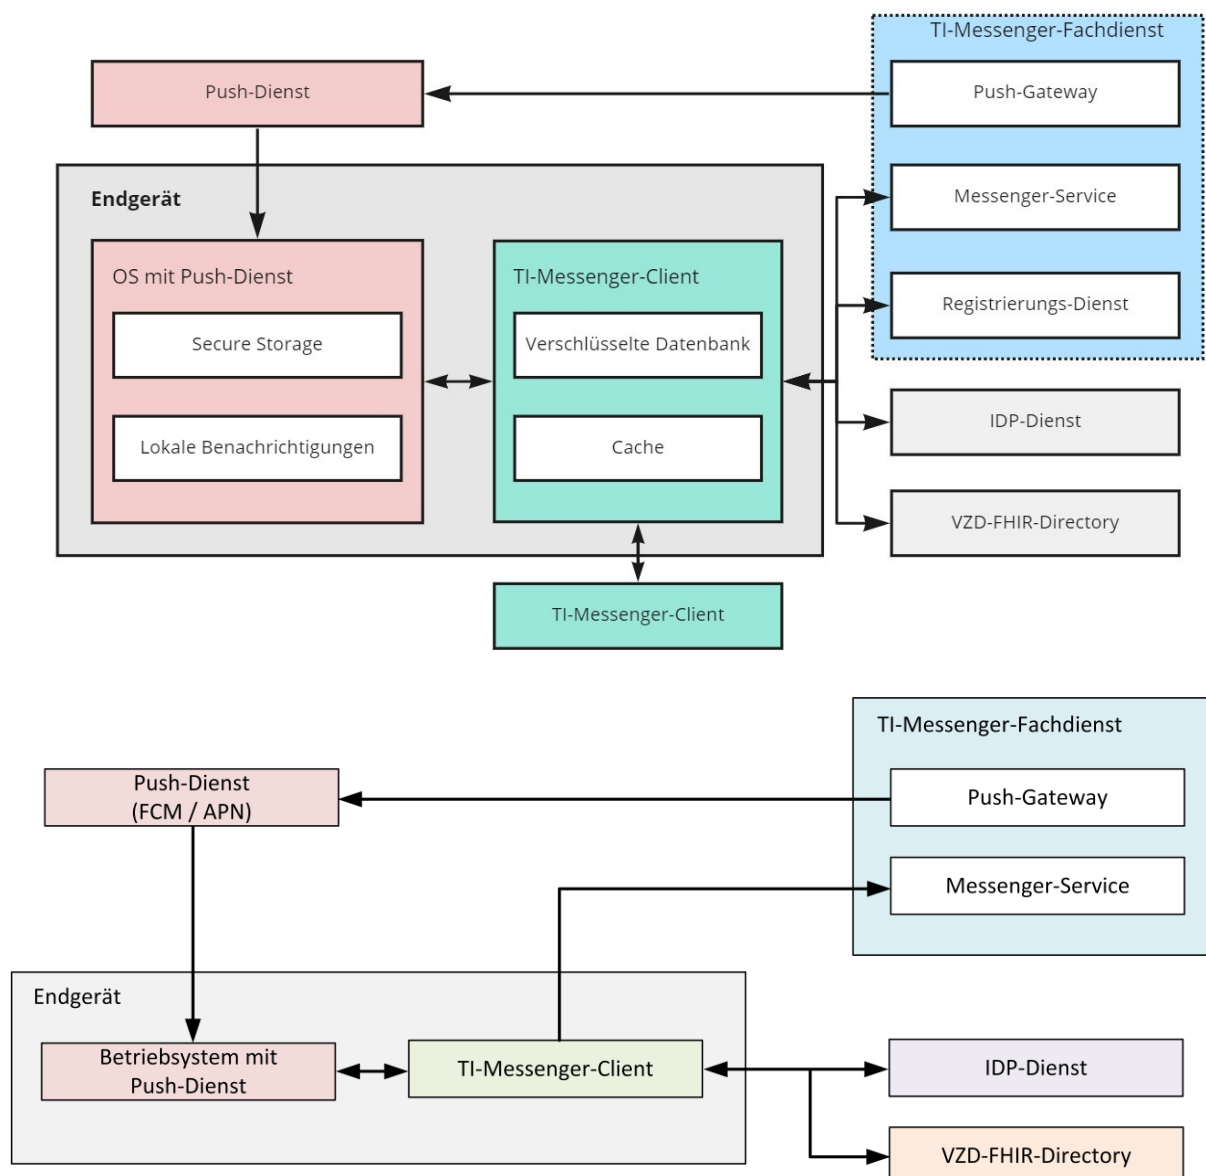 TI-Messenger-Fachdienst
Push-Dienst
Push-Gateway
Endgerät
Messenger-Service
OS mit Push-Dienst
TI-Messenger-Client
Registrierungs-Dienst
Secure Storage
Verschlüsselte Datenbank
Lokale Benachrichtigungen
Cache
IDP-Dienst
VZD-FHIR-Directory
TI-Messenger-Client
TI-Messenger-Fachdienst
Push-Dienst
(FCM / APN)
Push-Gateway
Messenger-Service
Endgerät
Betriebsystem mit
Push-Dienst
TI-Messenger-Client
IDP-Dienst
VZD-FHIR-Directory